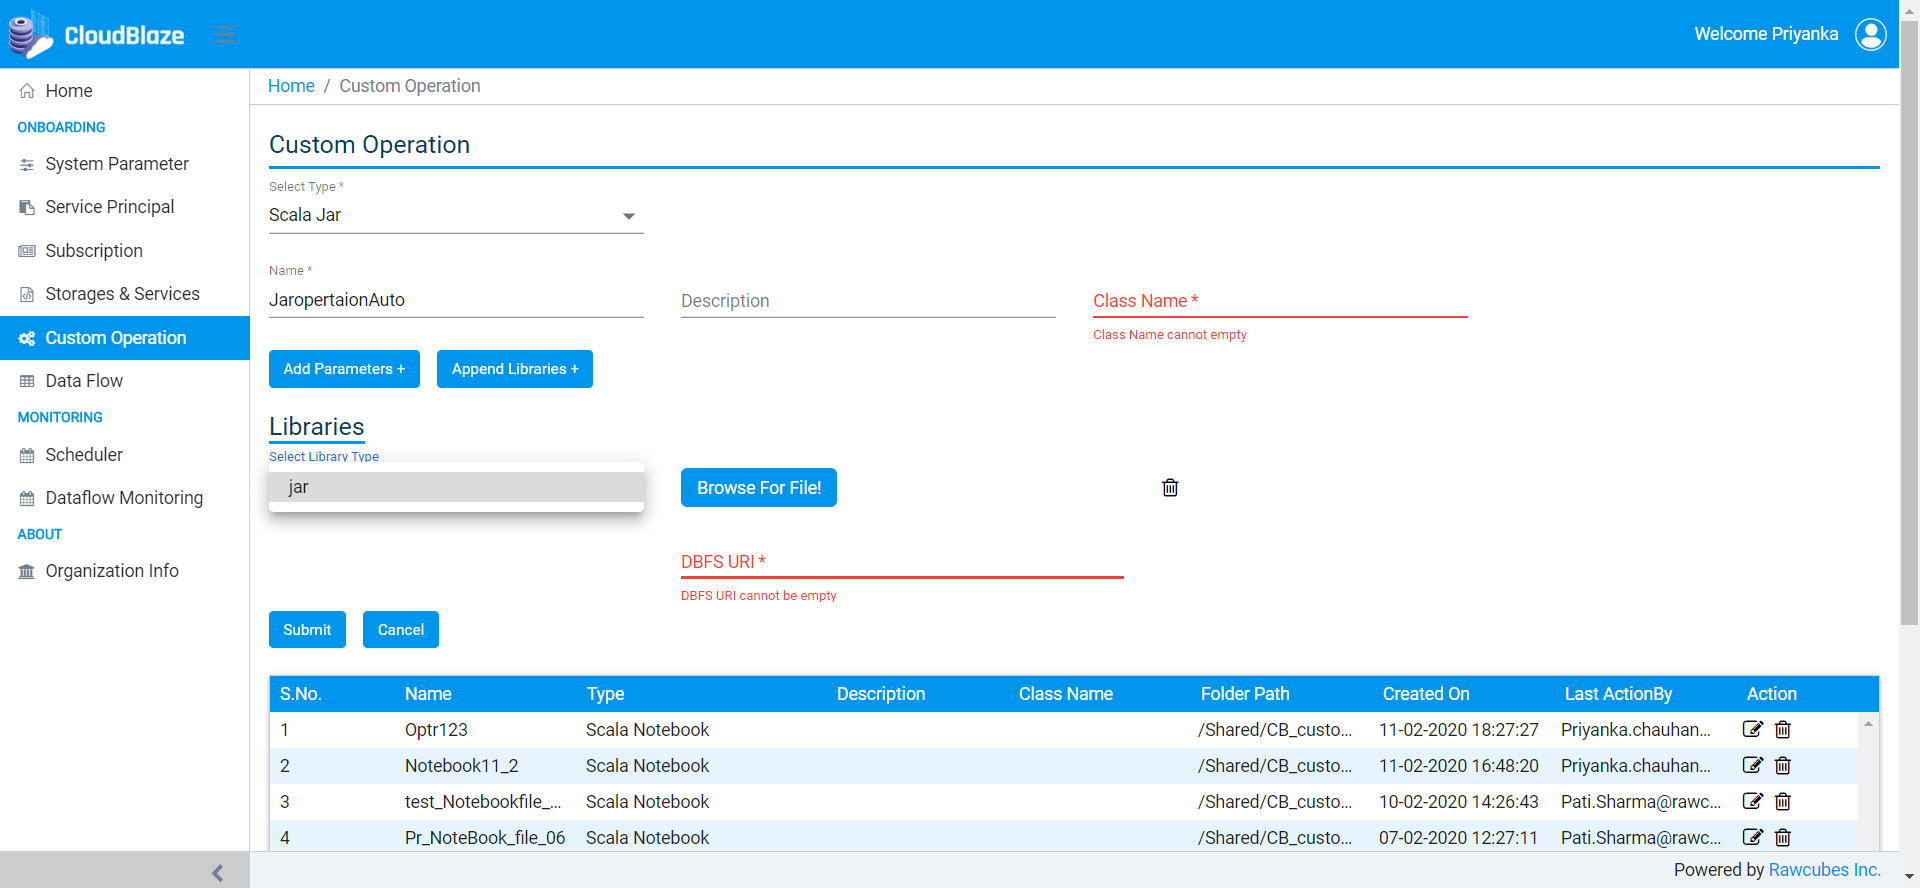 CloudBlaze
Welcome Priyanka
Home
ONBOARDING
System Parameter
Service Principal
Subscription
Storages & Services
Custom Operation
Data Flow
MONITORING
Scheduler
Dataflow Monitoring
ABOUT
Organization Info
Home / Custom Operation
Custom Operation
Select Type *
Scala Jar
Name *
JaropertaionAuto
Description
Class Name *
Class Name cannot empty
Add Parameters +
Append Libraries +
Libraries
Select Library Type
jar
Browse For File!
DBFS URI *
DBFS URI cannot be empty
Submit
Cancel
S.No. Name Type Description Class Name Folder Path Created On Last ActionBy Action
1 Optr123 Scala Notebook /Shared/CB_custo... 11-02-2020 18:27:27 Priyanka.chauhan...
2 Notebook11_2 Scala Notebook /Shared/CB_custo... 11-02-2020 16:48:20 Priyanka.chauhan...
3 test_Notebookfile_... Scala Notebook /Shared/CB_custo... 10-02-2020 14:26:43 Pati.Sharma@rawc...
4 Pr_NoteBook_file_06 Scala Notebook /Shared/CB_custo... 07-02-2020 12:27:11 Pati.Sharma@rawc...
Powered by Rawcubes Inc.